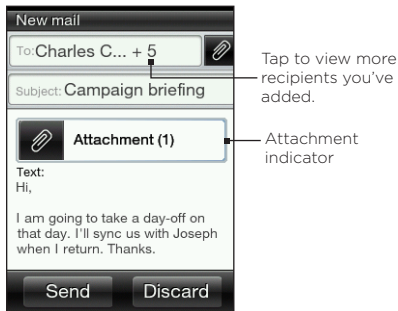 New mail
To: Charles C... + 5
Subject: Campaign briefing
Attachment (1)
Text:
Hi,
I am going to take a day-off on
that day. I'll sync us with Joseph
when I return. Thanks.
Send Discard
Tap to view more
recipients you've
added.
Attachment
indicator